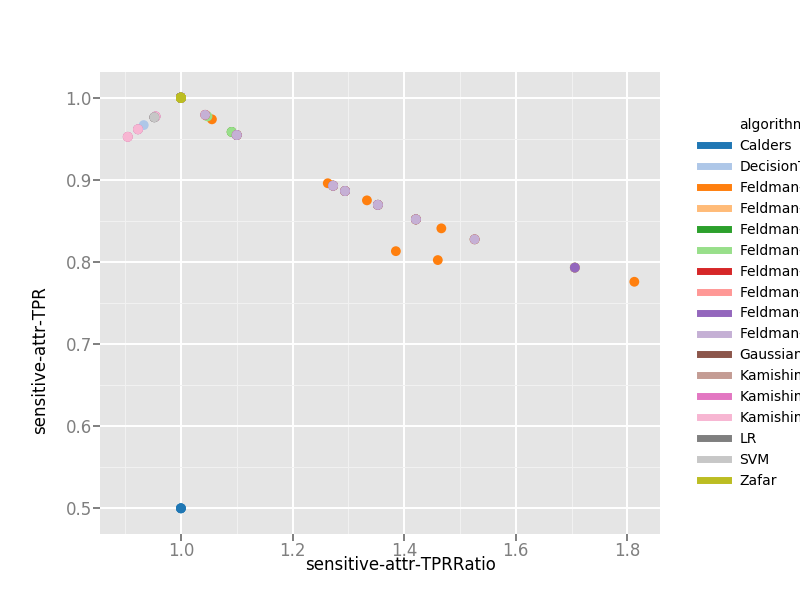 1.0
0.9
0.8
0.7
0.6
0.5
sensitive-attr-TPR
1.0 1.2 1.4 1.6 1.8
sensitive-attr-TPRRatio
algorithm
Calders
Decision
Feldman-
Feldman-
Feldman-
Feldman-
Feldman-
Feldman-
Feldman-
Feldman-
Gaussian
Kamishin
Kamishin
Kamishin
LR
SVM
Zafar